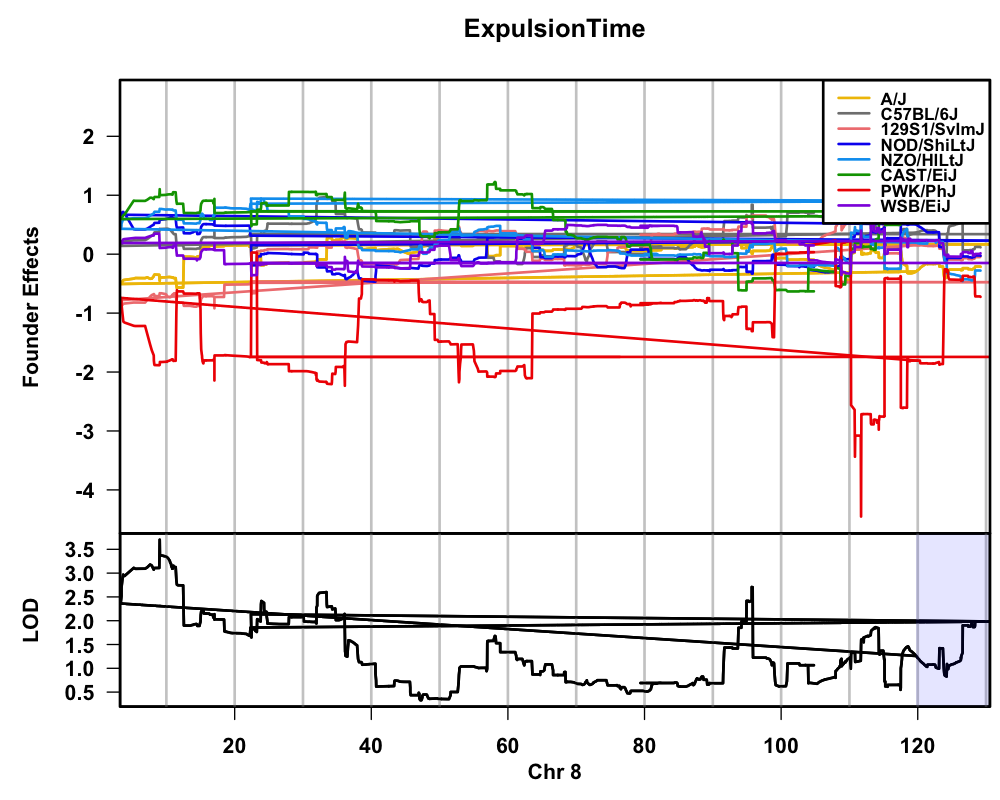 ExpulsionTime
A/J
C57BL/6J
129S1/SvImJ
NOD/ShiLtJ
NZO/HlLtJ
CAST/EiJ
PWK/PhJ
WSB/EiJ
Founder Effects
2
1
0
-1
-2
-3
-4
LOD
3.5
3.0
2.5
2.0
1.5
1.0
0.5
20 40 60 80 100 120
Chr 8